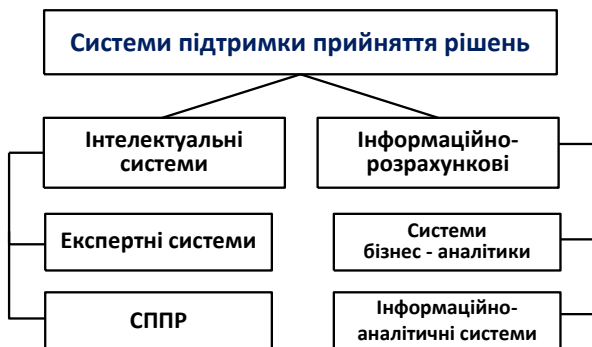 Системи підтримки прийняття рішень
Інтелектуальні
системи
Інформаційно-
розрахункові
Експертні системи
Системи
бізнес - аналітики
СППР
Інформаційно-
аналітичні системи